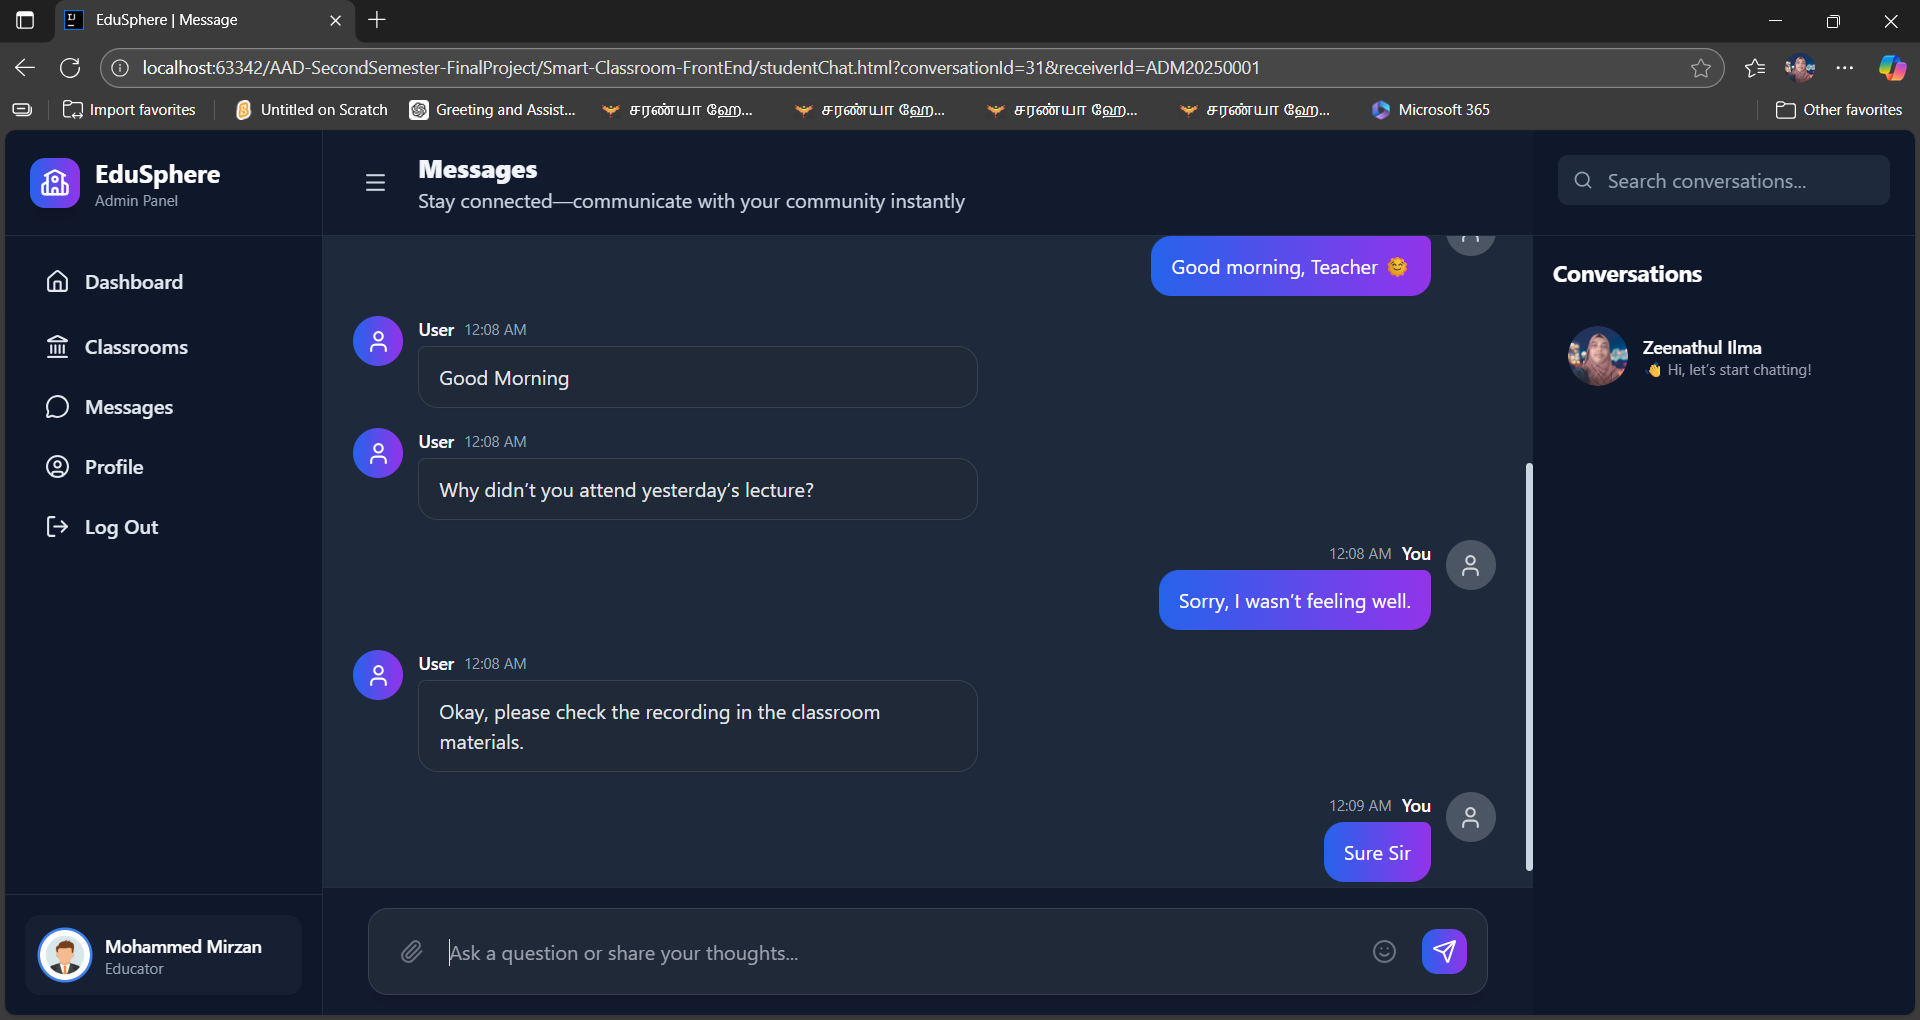 EduSphere | Message
localhost:63342/AAD-SecondSemester-FinalProject/Smart-Classroom-FrontEnd/studentChat.html?conversationId=31&receiverId=ADM20250001
Import favorites
Untitled on Scratch
Greeting and Assist...
சரண்யா ஹே...
சரண்யா ஹே...
சரண்யா ஹே...
சரண்யா ஹே...
Microsoft 365
Other favorites
EduSphere
Admin Panel
Dashboard
Classrooms
Messages
Profile
Log Out
Mohammed Mirzan
Educator
Messages
Stay connected—communicate with your community instantly
Good morning, Teacher 🌞
User 12:08 AM
Good Morning
User 12:08 AM
Why didn’t you attend yesterday’s lecture?
12:08 AM You
Sorry, I wasn’t feeling well.
User 12:08 AM
Okay, please check the recording in the classroom
materials.
12:09 AM You
Sure Sir
Ask a question or share your thoughts...
Search conversations...
Conversations
Zeenathul Ilma
👋 Hi, let’s start chatting!